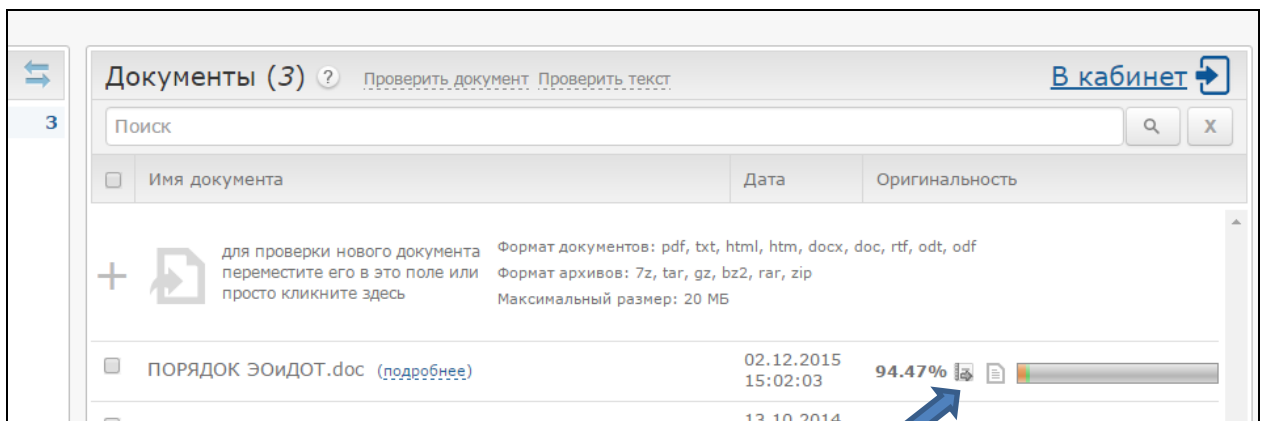 Документы (3) ? Проверить документ Проверить текст В кабинет
3
Поиск X
Имя документа Дата Оригинальность
для проверки нового документа
переместите его в это поле или
просто кликните здесь
Формат документов: pdf, txt, html, htm, docx, doc, rtf, odt, odf
Формат архивов: 7z, tar, gz, bz2, rar, zip
Максимальный размер: 20 МБ
ПОРЯДОК ЭОиДОТ.doc (подробнее) 02.12.2015 94.47%
15:02:03
13.10.2014